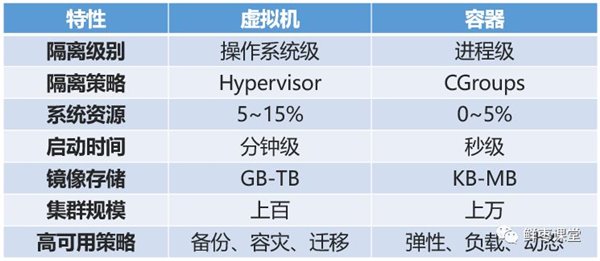 特性 虚拟机 容器
隔离级别 操作系统级 进程级
隔离策略 Hypervisor CGroups
系统资源 5~15% 0~5%
启动时间 分钟级 秒级
镜像存储 GB-TB KB-MB
集群规模 上百 上万
高可用策略 备份、容灾、迁移 弹性、负载、动态
鲜枣课堂